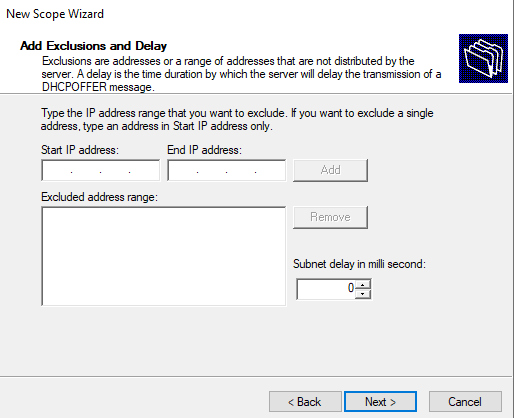 New Scope Wizard
Add Exclusions and Delay
Exclusions are addresses or a range of addresses that are not distributed by the
server. A delay is the time duration by which the server will delay the transmission of a
DHCPOFFER message.
Type the IP address range that you want to exclude. If you want to exclude a single
address, type an address in Start IP address only.
Start IP address: End IP address:
. . . . . . Add
Excluded address range:
Remove
Subnet delay in milli second:
0
< Back Next > Cancel